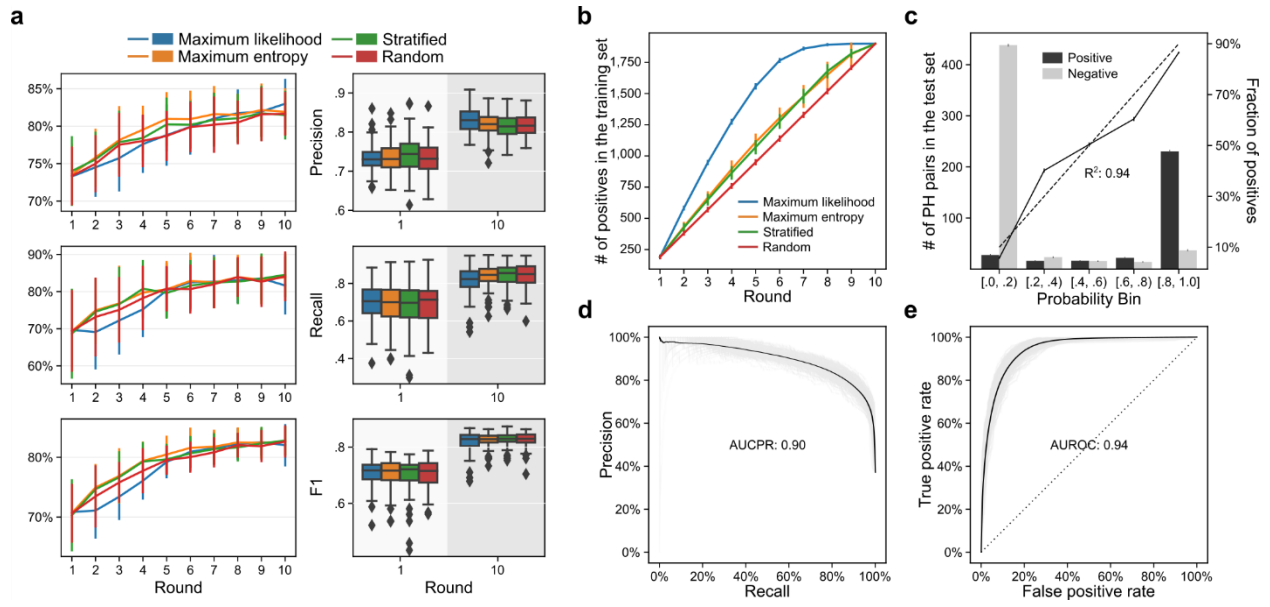 a
Maximum likelihood
Stratified
Maximum entropy
Random
85%
80%
75%
70%
1 2 3 4 5 6 7 8 9 10
Precision
.9
.8
.7
.6
1 10
90%
80%
70%
60%
1 2 3 4 5 6 7 8 9 10
Recall
.8
.6
.4
1 10
80%
70%
1 2 3 4 5 6 7 8 9 10
Round
F1
.8
.6
1 10
Round
b
# of positives in the training set
1,750
1,500
1,250
1,000
750
500
250
Maximum likelihood
Maximum entropy
Stratified
Random
1 2 3 4 5 6 7 8 9 10
Round
c
# of PH pairs in the test set
400
300
200
100
Positive
Negative
R²: 0.94
90%
70%
50%
30%
10%
Fraction of positives
[.0, .2) [.2, .4) [.4, .6) [.6, .8) [.8, 1.0]
Probability Bin
d
Precision
100%
80%
60%
40%
20%
0%
AUCPR: 0.90
0% 20% 40% 60% 80% 100%
Recall
e
True positive rate
100%
80%
60%
40%
20%
0%
AUROC: 0.94
0% 20% 40% 60% 80% 100%
False positive rate